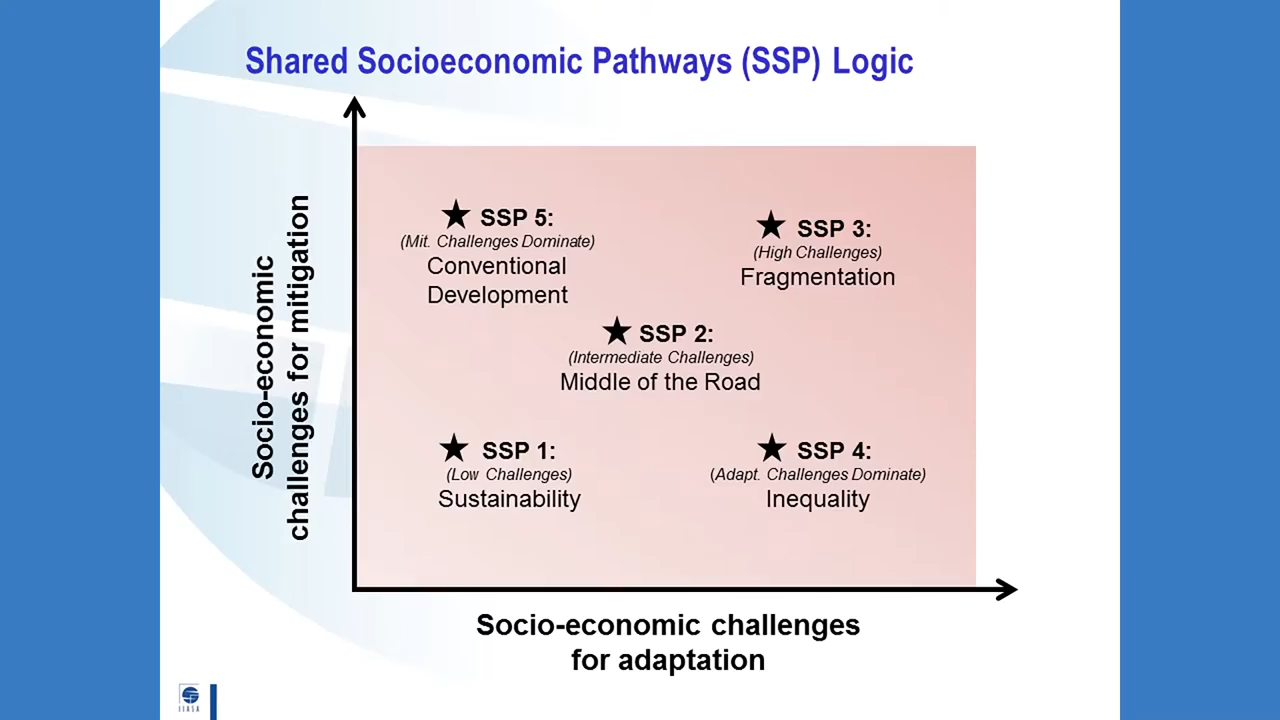 Shared Socioeconomic Pathways (SSP) Logic
Socio-economic
challenges for mitigation
★ SSP 5:
(Mit. Challenges Dominate)
Conventional
Development
★ SSP 3:
(High Challenges)
Fragmentation
★ SSP 2:
(Intermediate Challenges)
Middle of the Road
★ SSP 1:
(Low Challenges)
Sustainability
★ SSP 4:
(Adapt. Challenges Dominate)
Inequality
Socio-economic challenges
for adaptation
IIASA